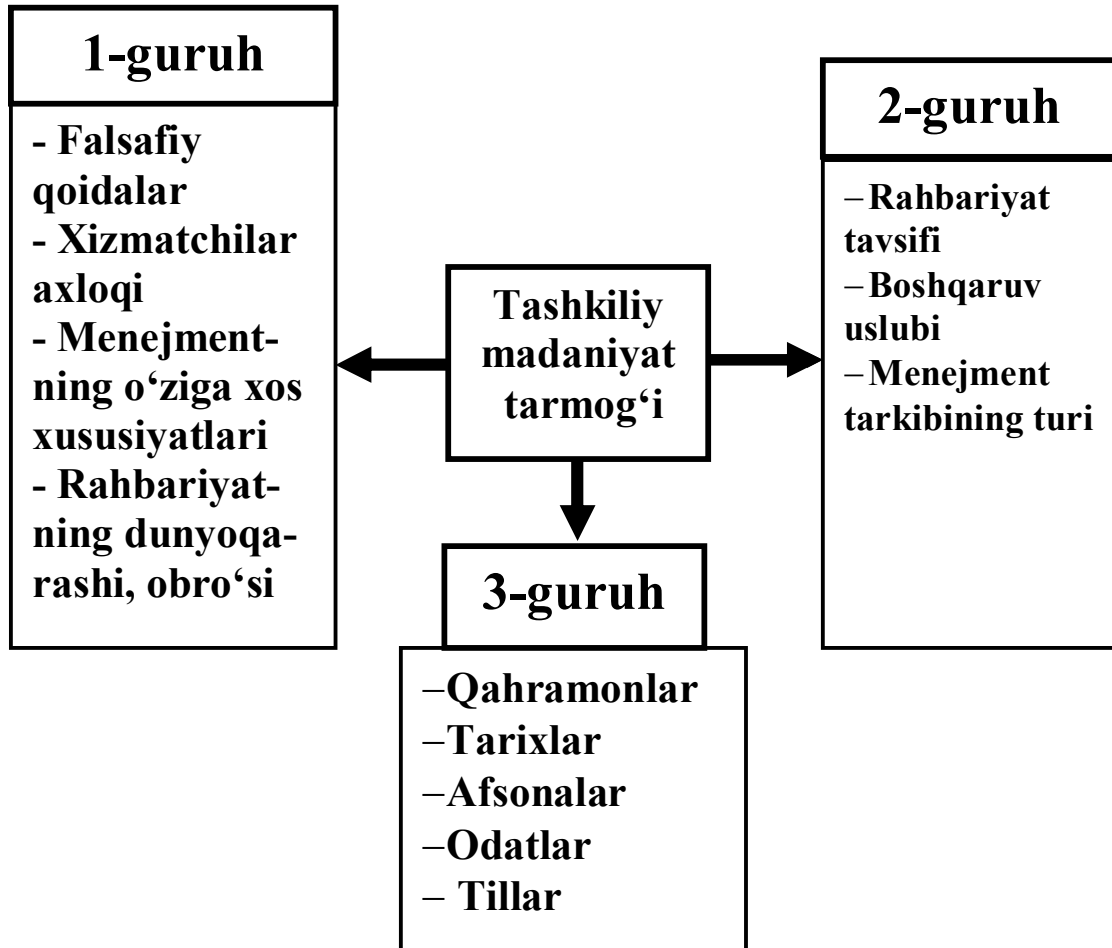 1-guruh
- Falsafiy
qoidalar
- Xizmatchilar
axloqi
- Menejment-
ning o‘ziga xos
xususiyatlari
- Rahbariyat-
ning dunyoqa-
rashi, obro‘si
Tashkiliy
madaniyat
tarmog‘i
2-guruh
–Rahbariyat
tavsifi
–Boshqaruv
uslubi
–Menejment
tarkibining turi
3-guruh
–Qahramonlar
–Tarixlar
–Afsonalar
–Odatlar
– Tillar